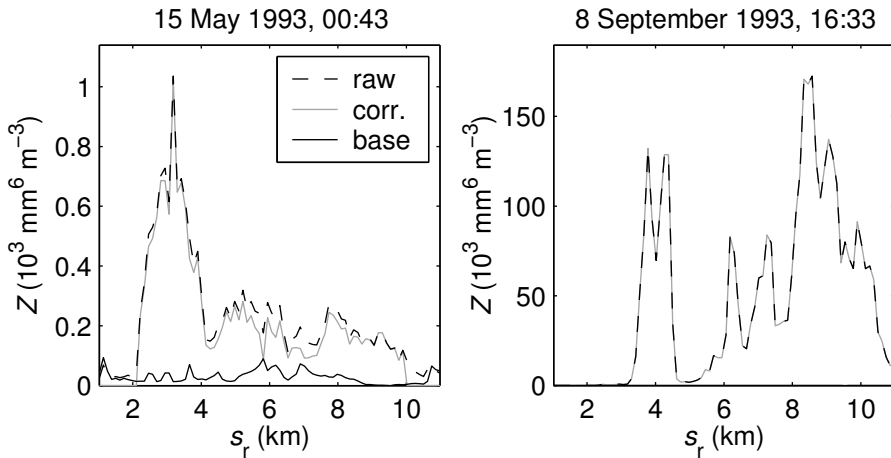 15 May 1993, 00:43
Z (10³ mm⁶ m⁻³)
1
0.8
0.6
0.4
0.2
0
raw
corr.
base
2 4 6 8 10
sᵣ (km)
8 September 1993, 16:33
Z (10³ mm⁶ m⁻³)
150
100
50
0
2 4 6 8 10
sᵣ (km)